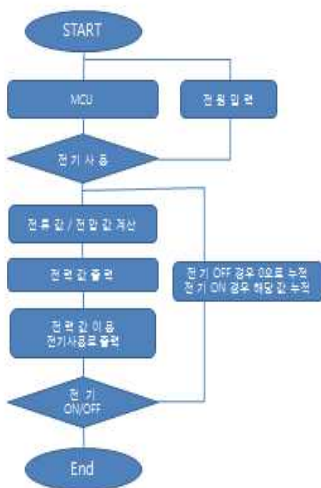 START
MCU
전원 입력
전기사용
전류 값 / 전압 값 계산
전력 값 출력
전기 OFF 경우 0으로 누적
전기 ON 경우 해당 값 누적
전력 값 이용
전기사용료 출력
전 기
ON/OFF
End